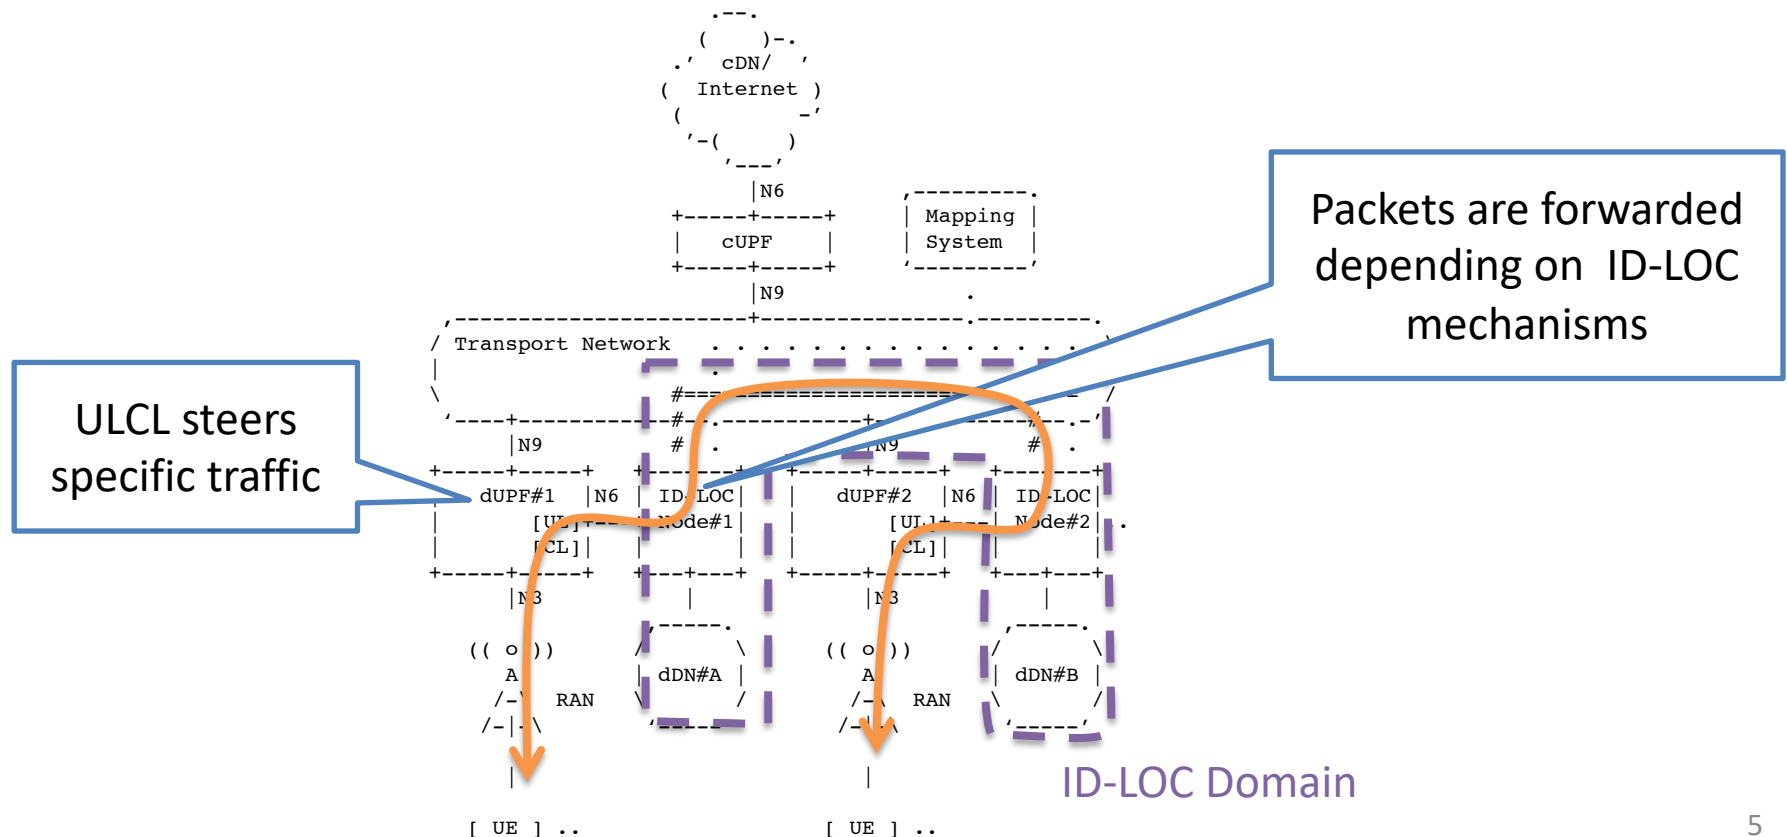 cDN/
Internet
N6
cUPF
Mapping
System
N9
Transport Network
Packets are forwarded
depending on ID-LOC
mechanisms
ULCL steers
specific traffic
N9 N9
dUPF#1 N6 ID-LOC dUPF#2 N6 ID-LOC
[UL] Node#1 [UL] Node#2 ..
[CL] [CL]
N3 N3
(( o )) (( o ))
A dDN#A A dDN#B
RAN RAN
ID-LOC Domain
[ UE ] .. [ UE ] ..
5